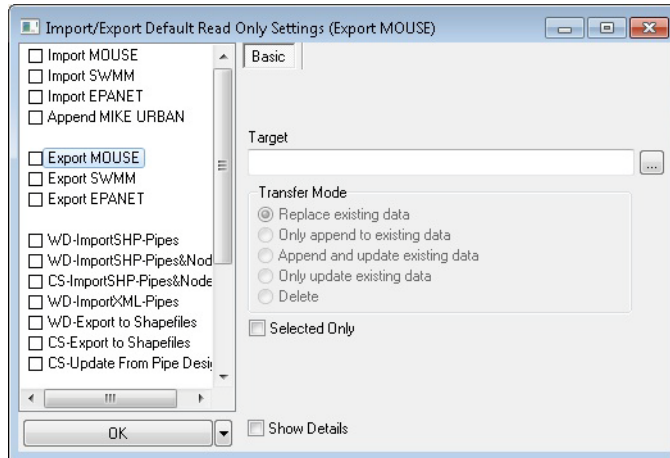 Import/Export Default Read Only Settings (Export MOUSE)
Import MOUSE
Import SWMM
Import EPANET
Append MIKE URBAN
Export MOUSE
Export SWMM
Export EPANET
WD-ImportSHP-Pipes
WD-ImportSHP-Pipes&Nod
CS-ImportSHP-Pipes&Node
WD-ImportXML-Pipes
WD-Export to Shapefiles
CS-Export to Shapefiles
CS-Update From Pipe Desi
OK
Basic
Target
...
Transfer Mode
Replace existing data
Only append to existing data
Append and update existing data
Only update existing data
Delete
Selected Only
Show Details